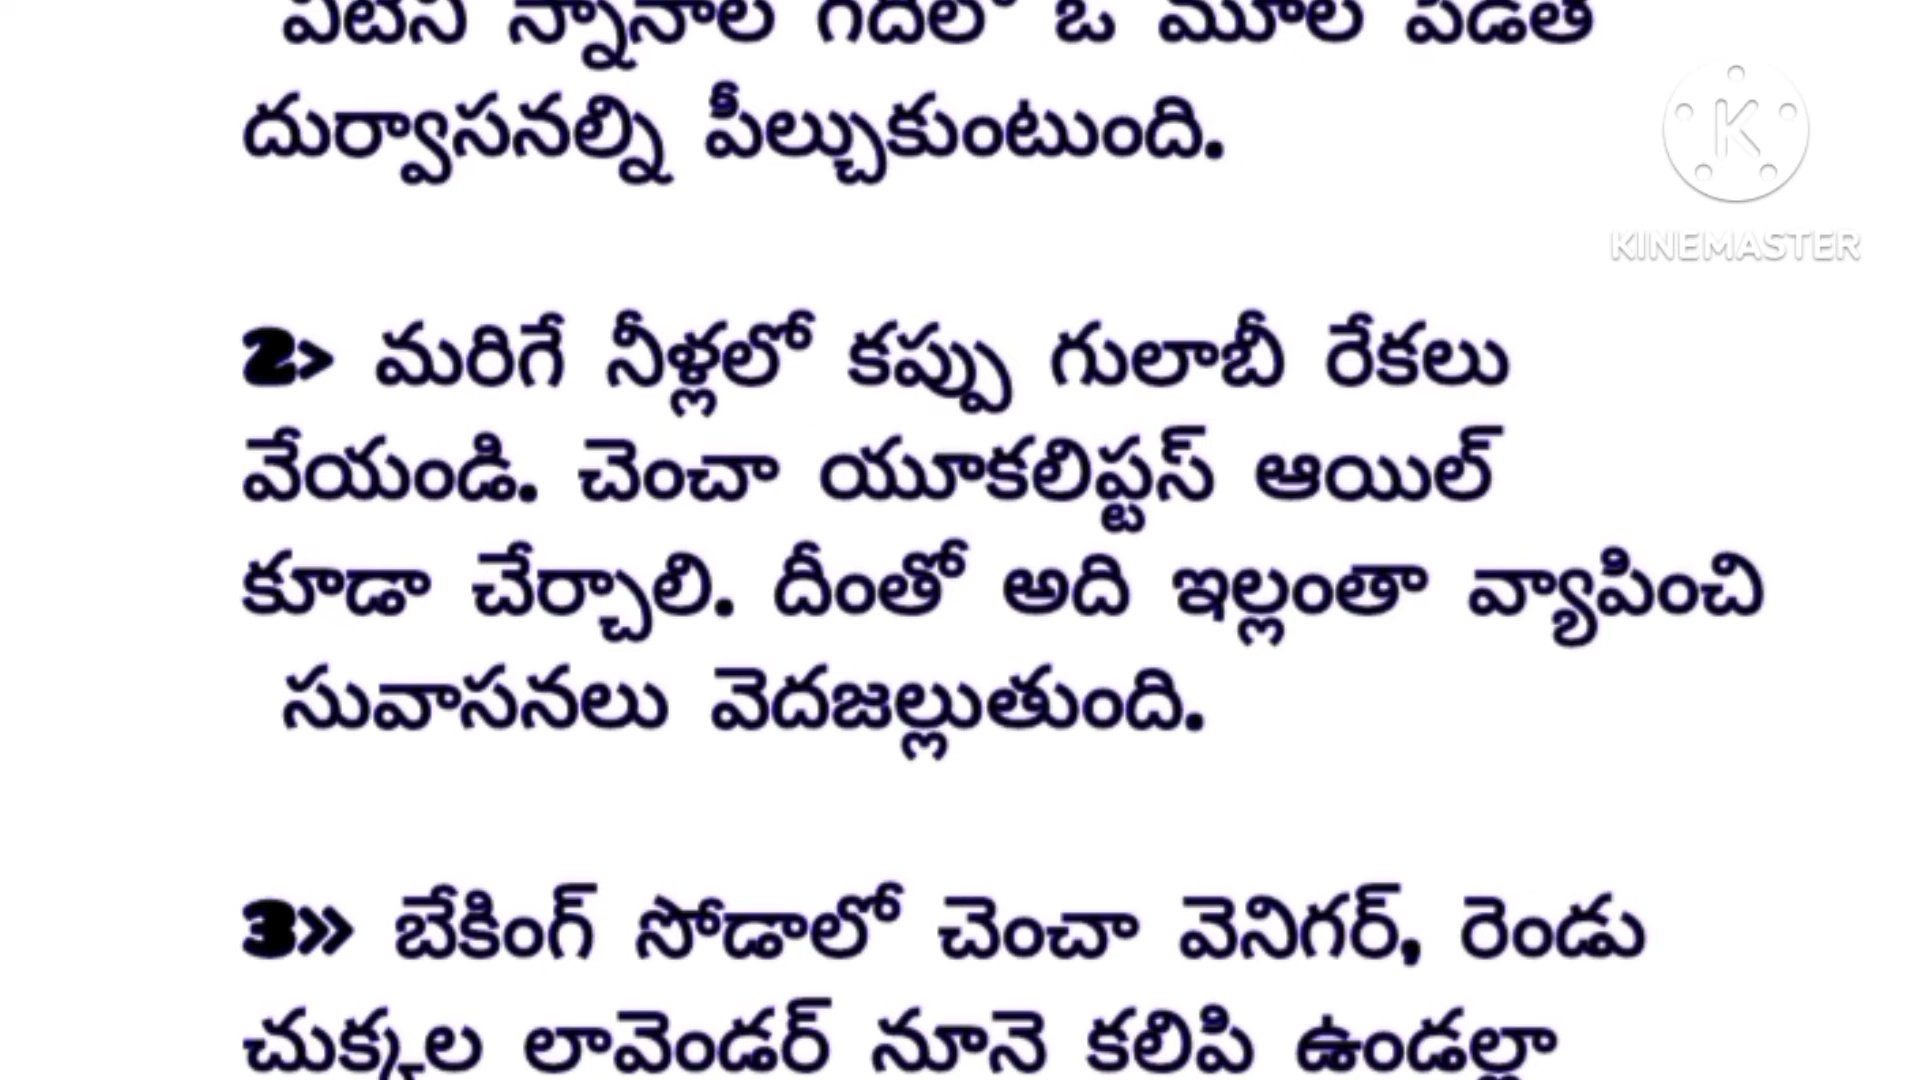 వీటిని స్నానాల గదిలో ఓ మూల పెడితే
దుర్వాసనల్ని పీల్చుకుంటుంది.
2> మరిగే నీళ్లలో కప్పు గులాబీ రేకలు
వేయండి. చెంచా యూకలిప్టస్ ఆయిల్
కూడా చేర్చాలి. దీంతో అది ఇల్లంతా వ్యాపించి
సువాసనలు వెదజల్లుతుంది.
3» బేకింగ్ సోడాలో చెంచా వెనిగర్, రెండు
చుక్కల లావెండర్ నూనె కలిపి ఉండల్లా
KINEMASTER